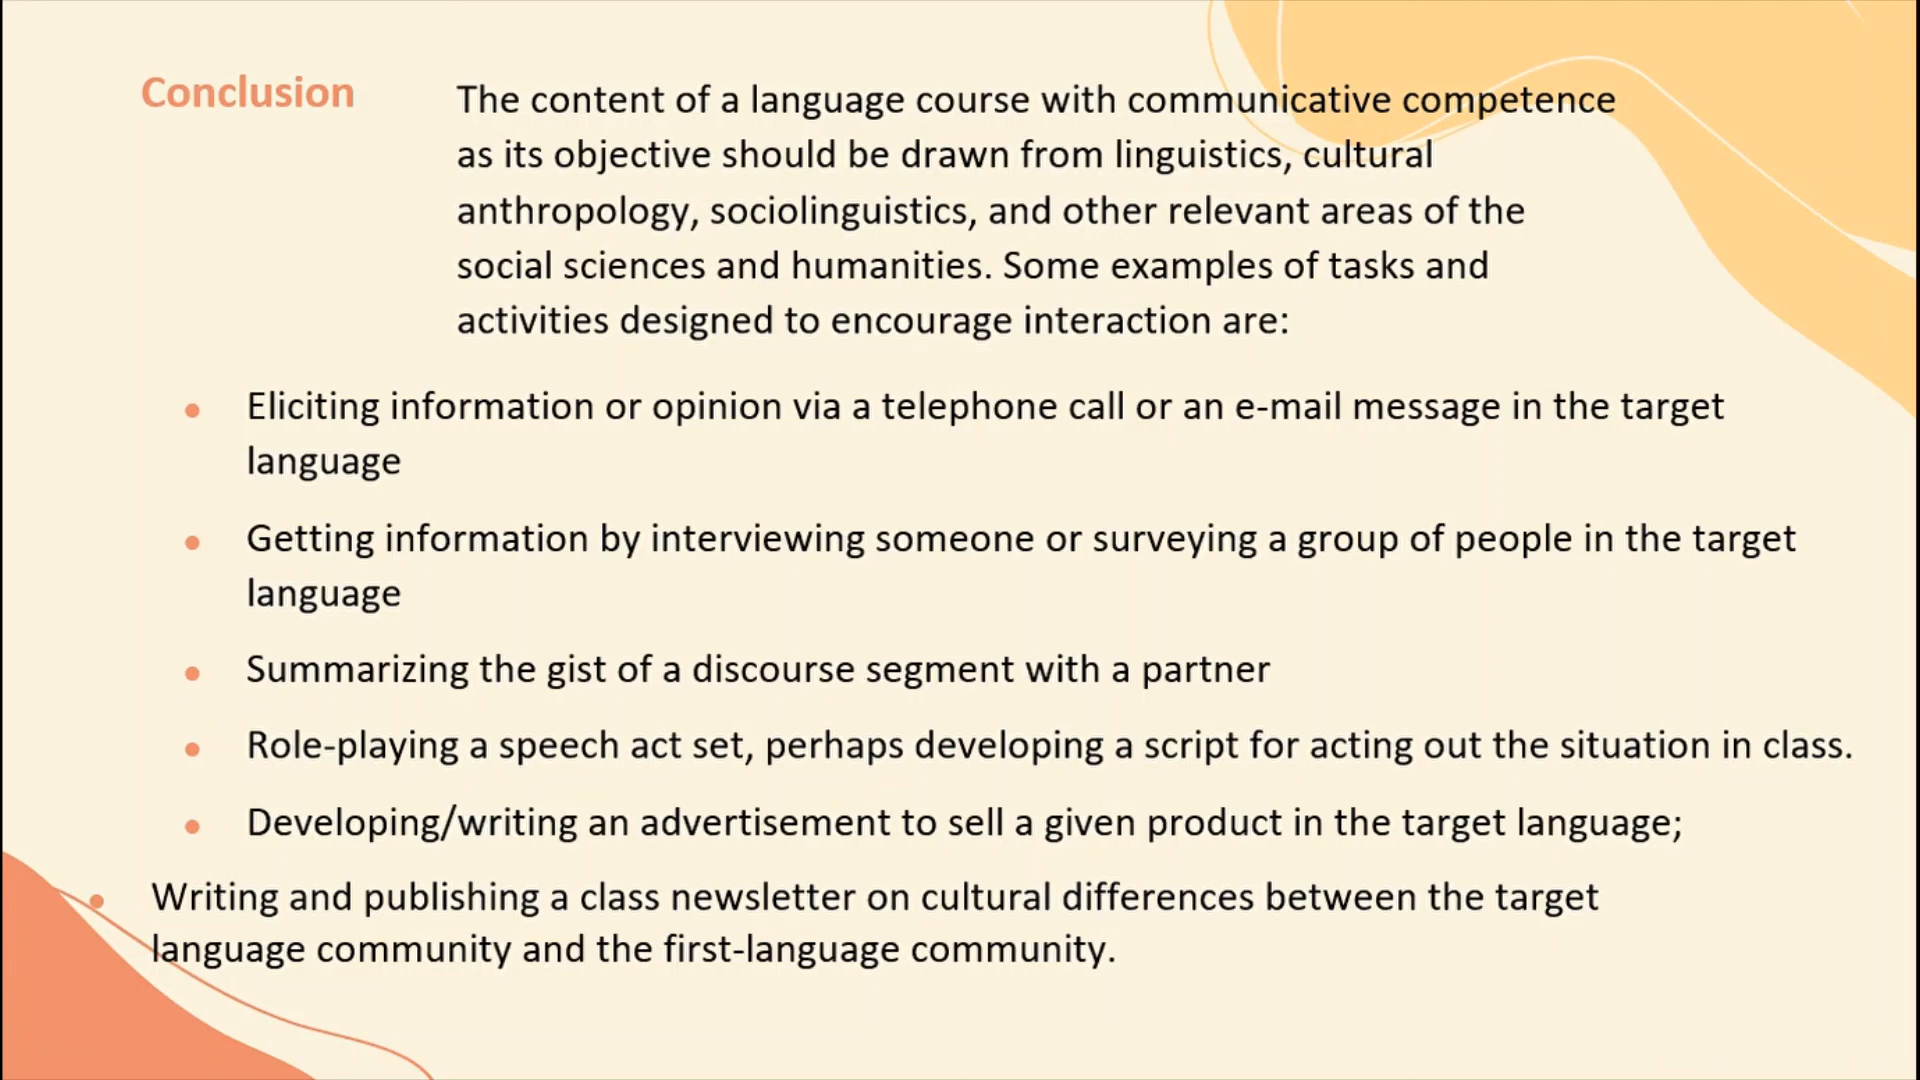 Conclusion
The content of a language course with communicative competence
as its objective should be drawn from linguistics, cultural
anthropology, sociolinguistics, and other relevant areas of the
social sciences and humanities. Some examples of tasks and
activities designed to encourage interaction are:
• Eliciting information or opinion via a telephone call or an e-mail message in the target
language
• Getting information by interviewing someone or surveying a group of people in the target
language
• Summarizing the gist of a discourse segment with a partner
• Role-playing a speech act set, perhaps developing a script for acting out the situation in class.
• Developing/writing an advertisement to sell a given product in the target language;
• Writing and publishing a class newsletter on cultural differences between the target
language community and the first-language community.